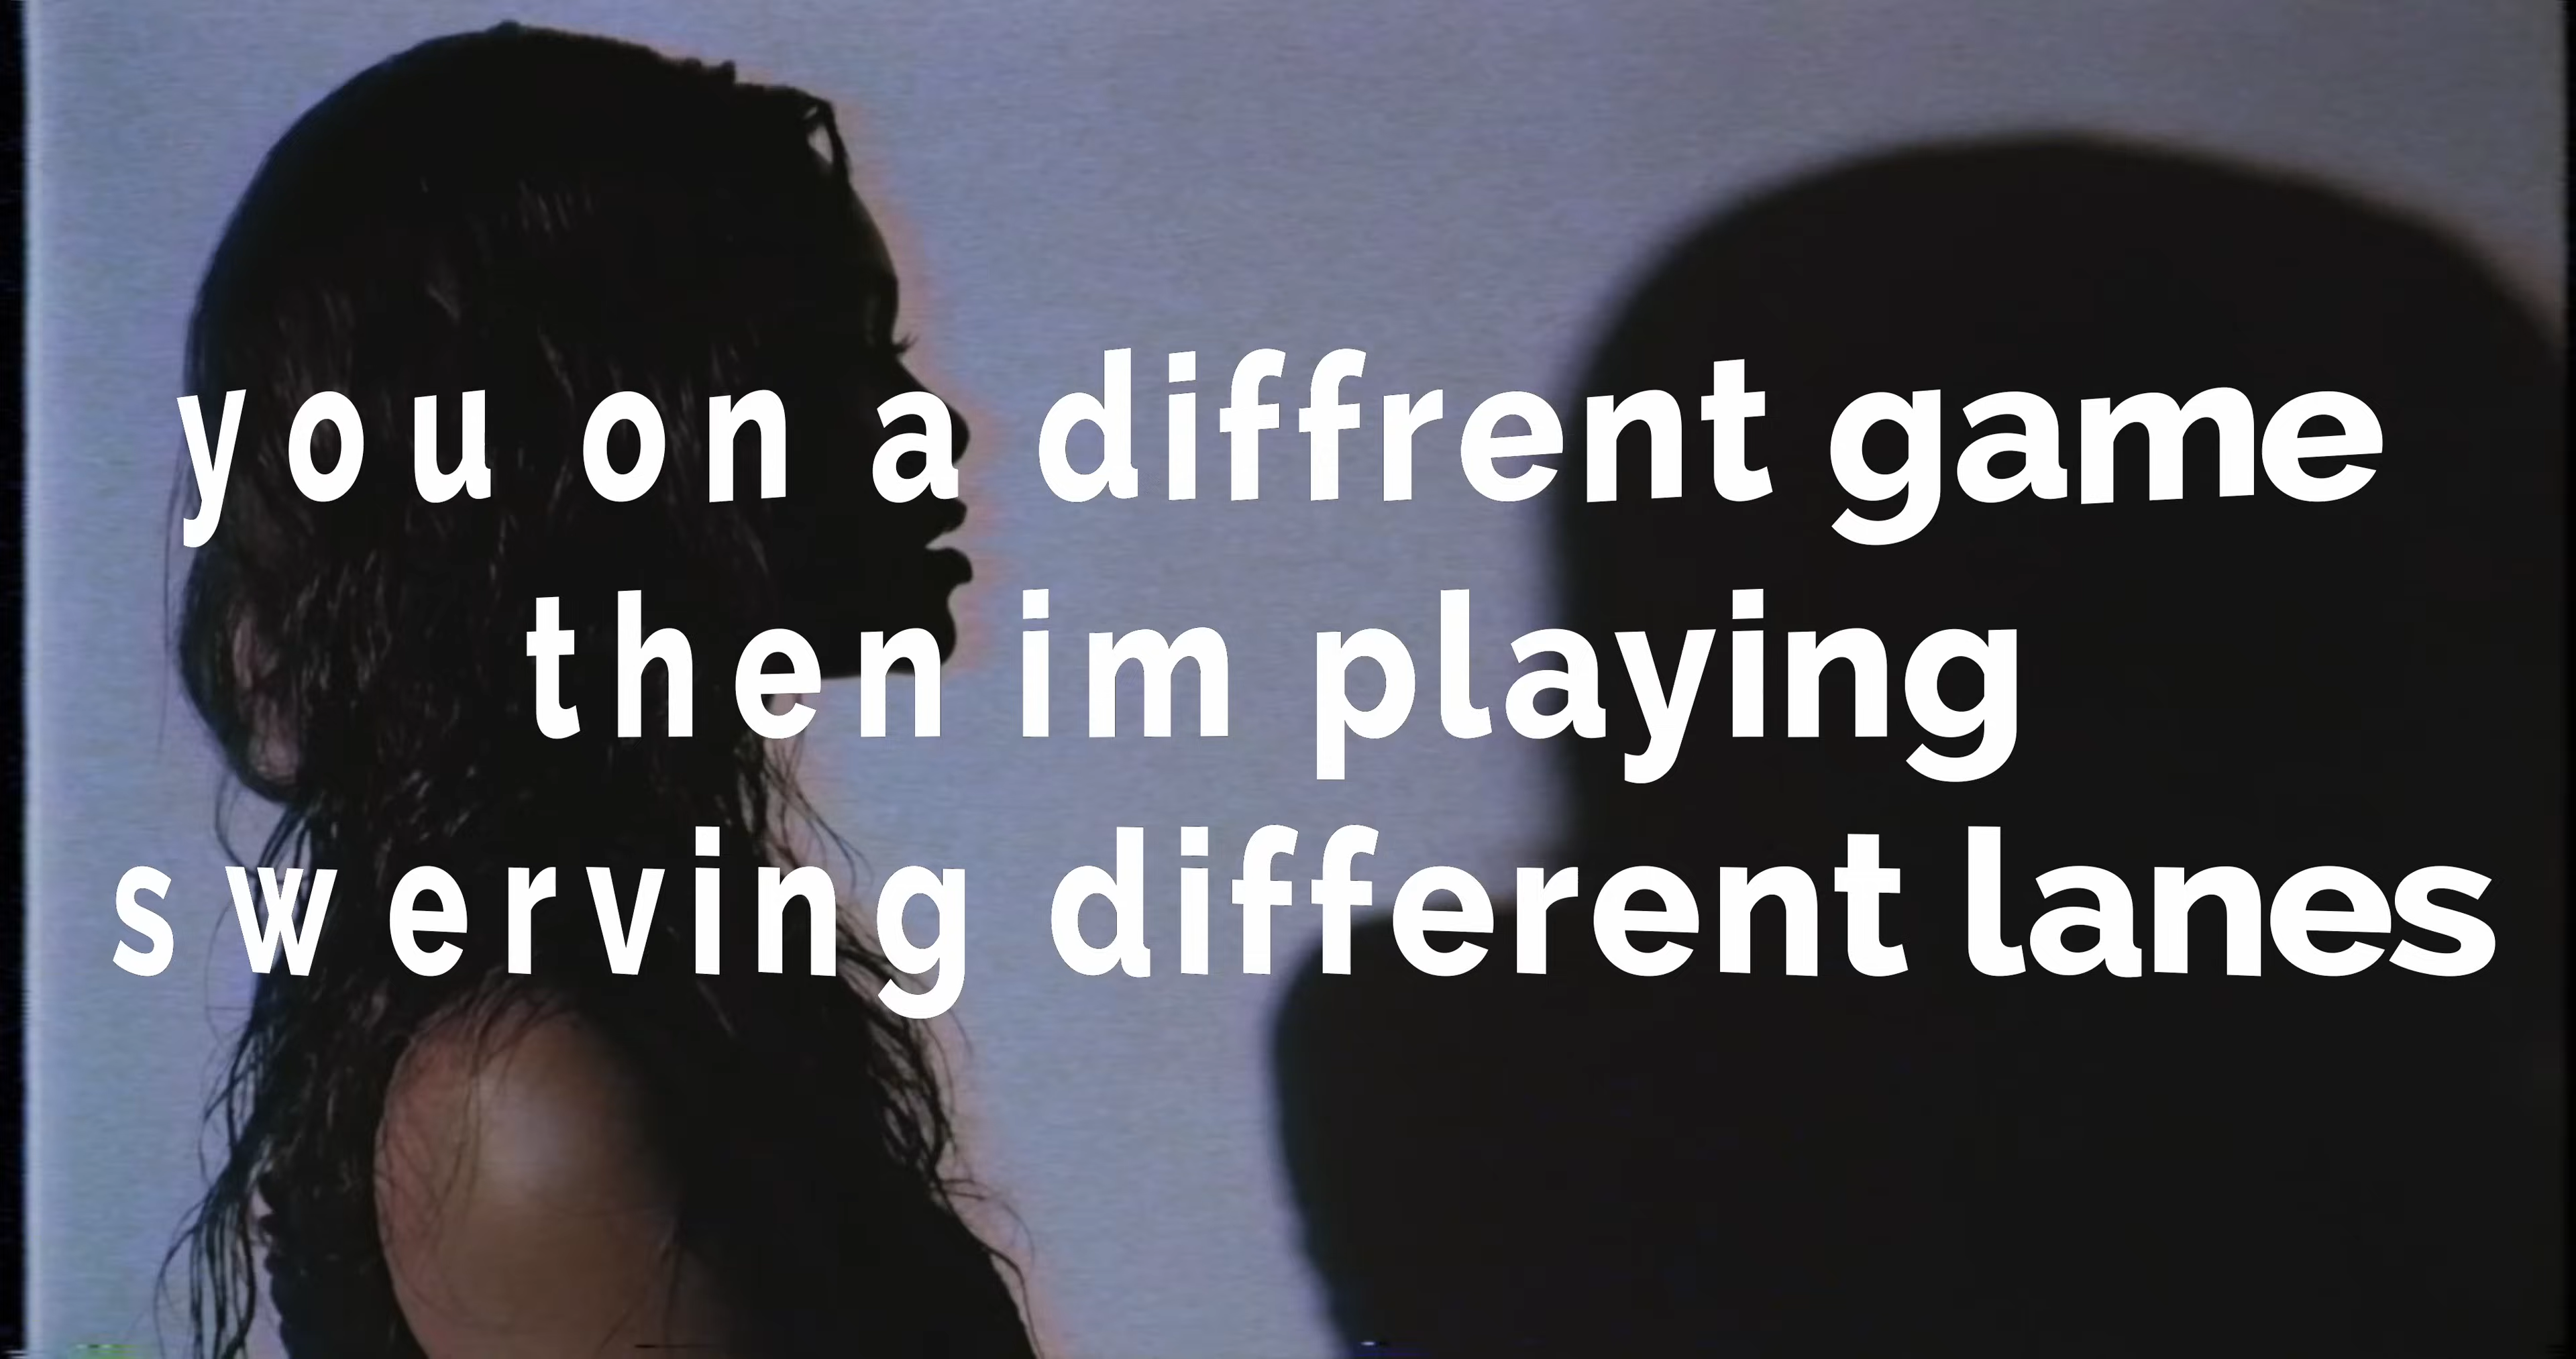 you on a diffrent game
then im playing
swerving different lanes